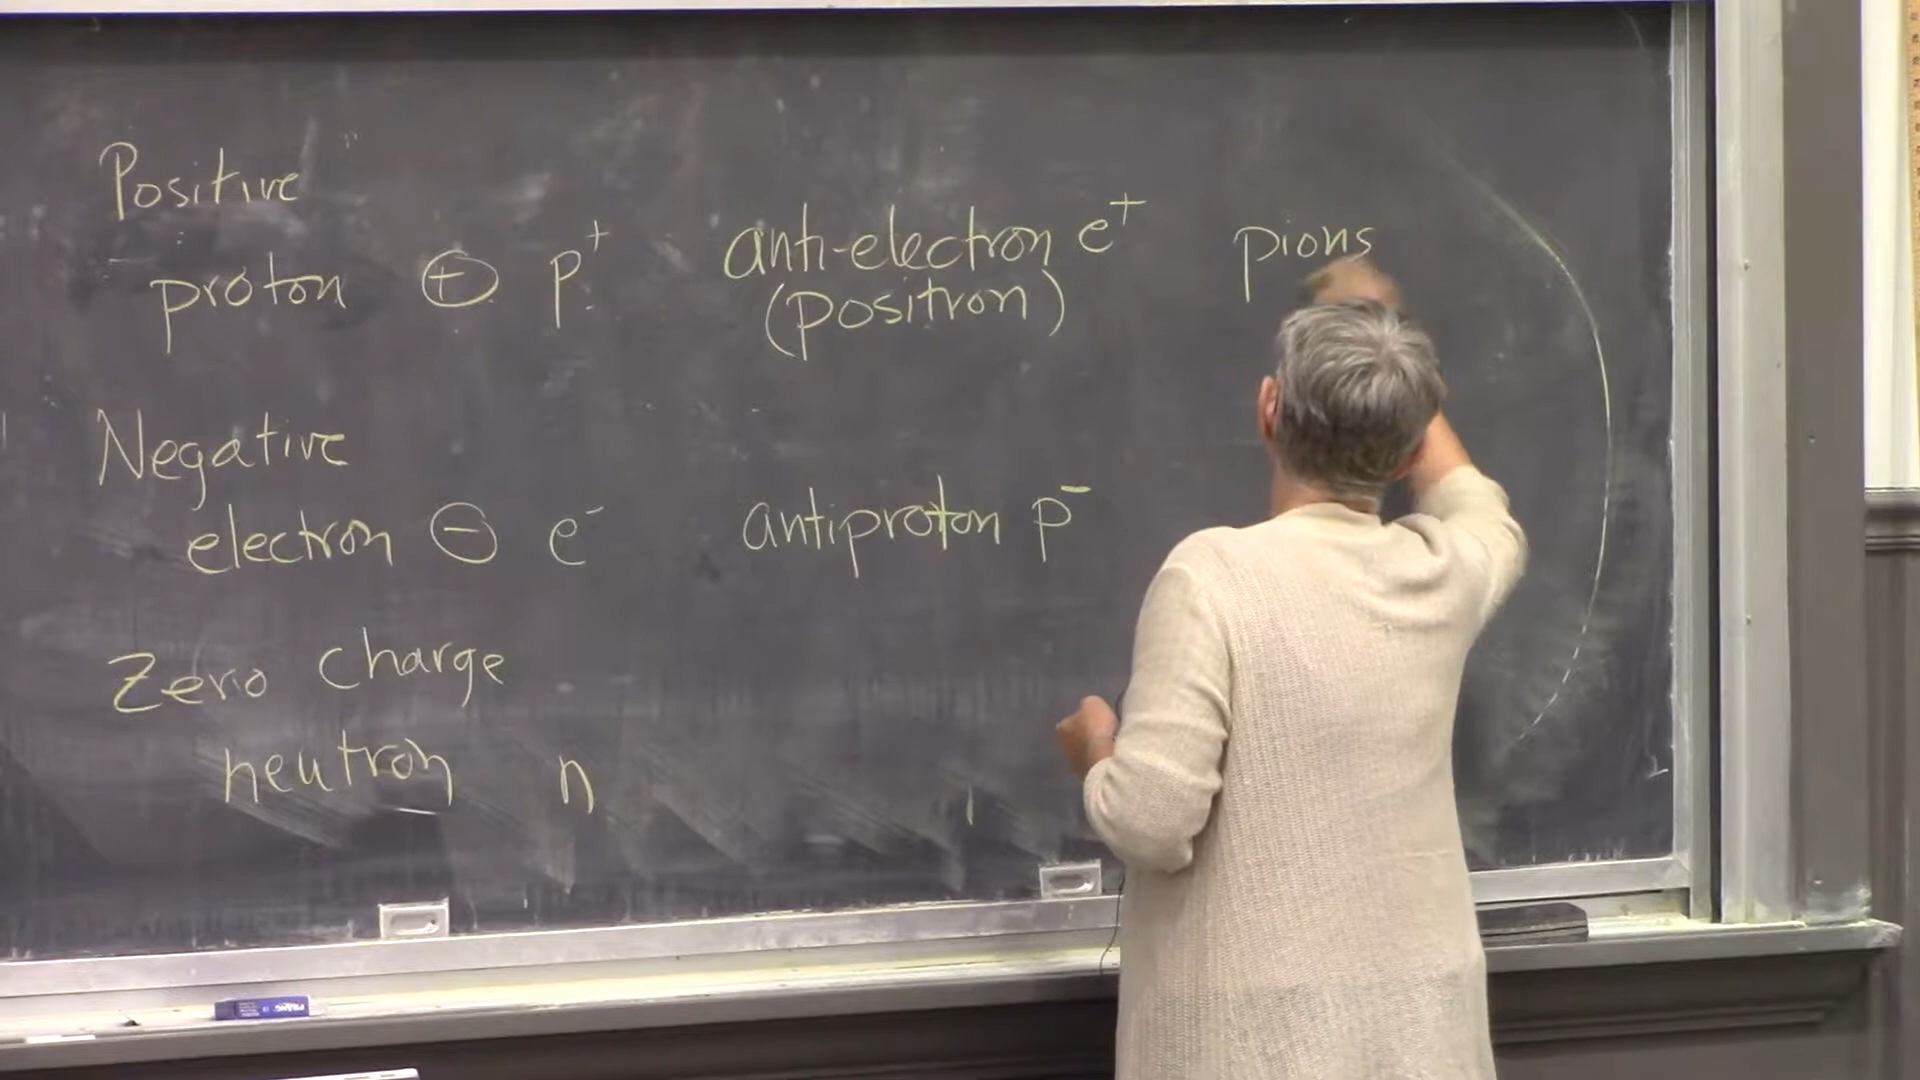 Positive
proton ⊕ p⁺ anti-electron e⁺ pions
(positron)
Negative
electron ⊖ e⁻ antiproton p⁻
Zero charge
neutron n